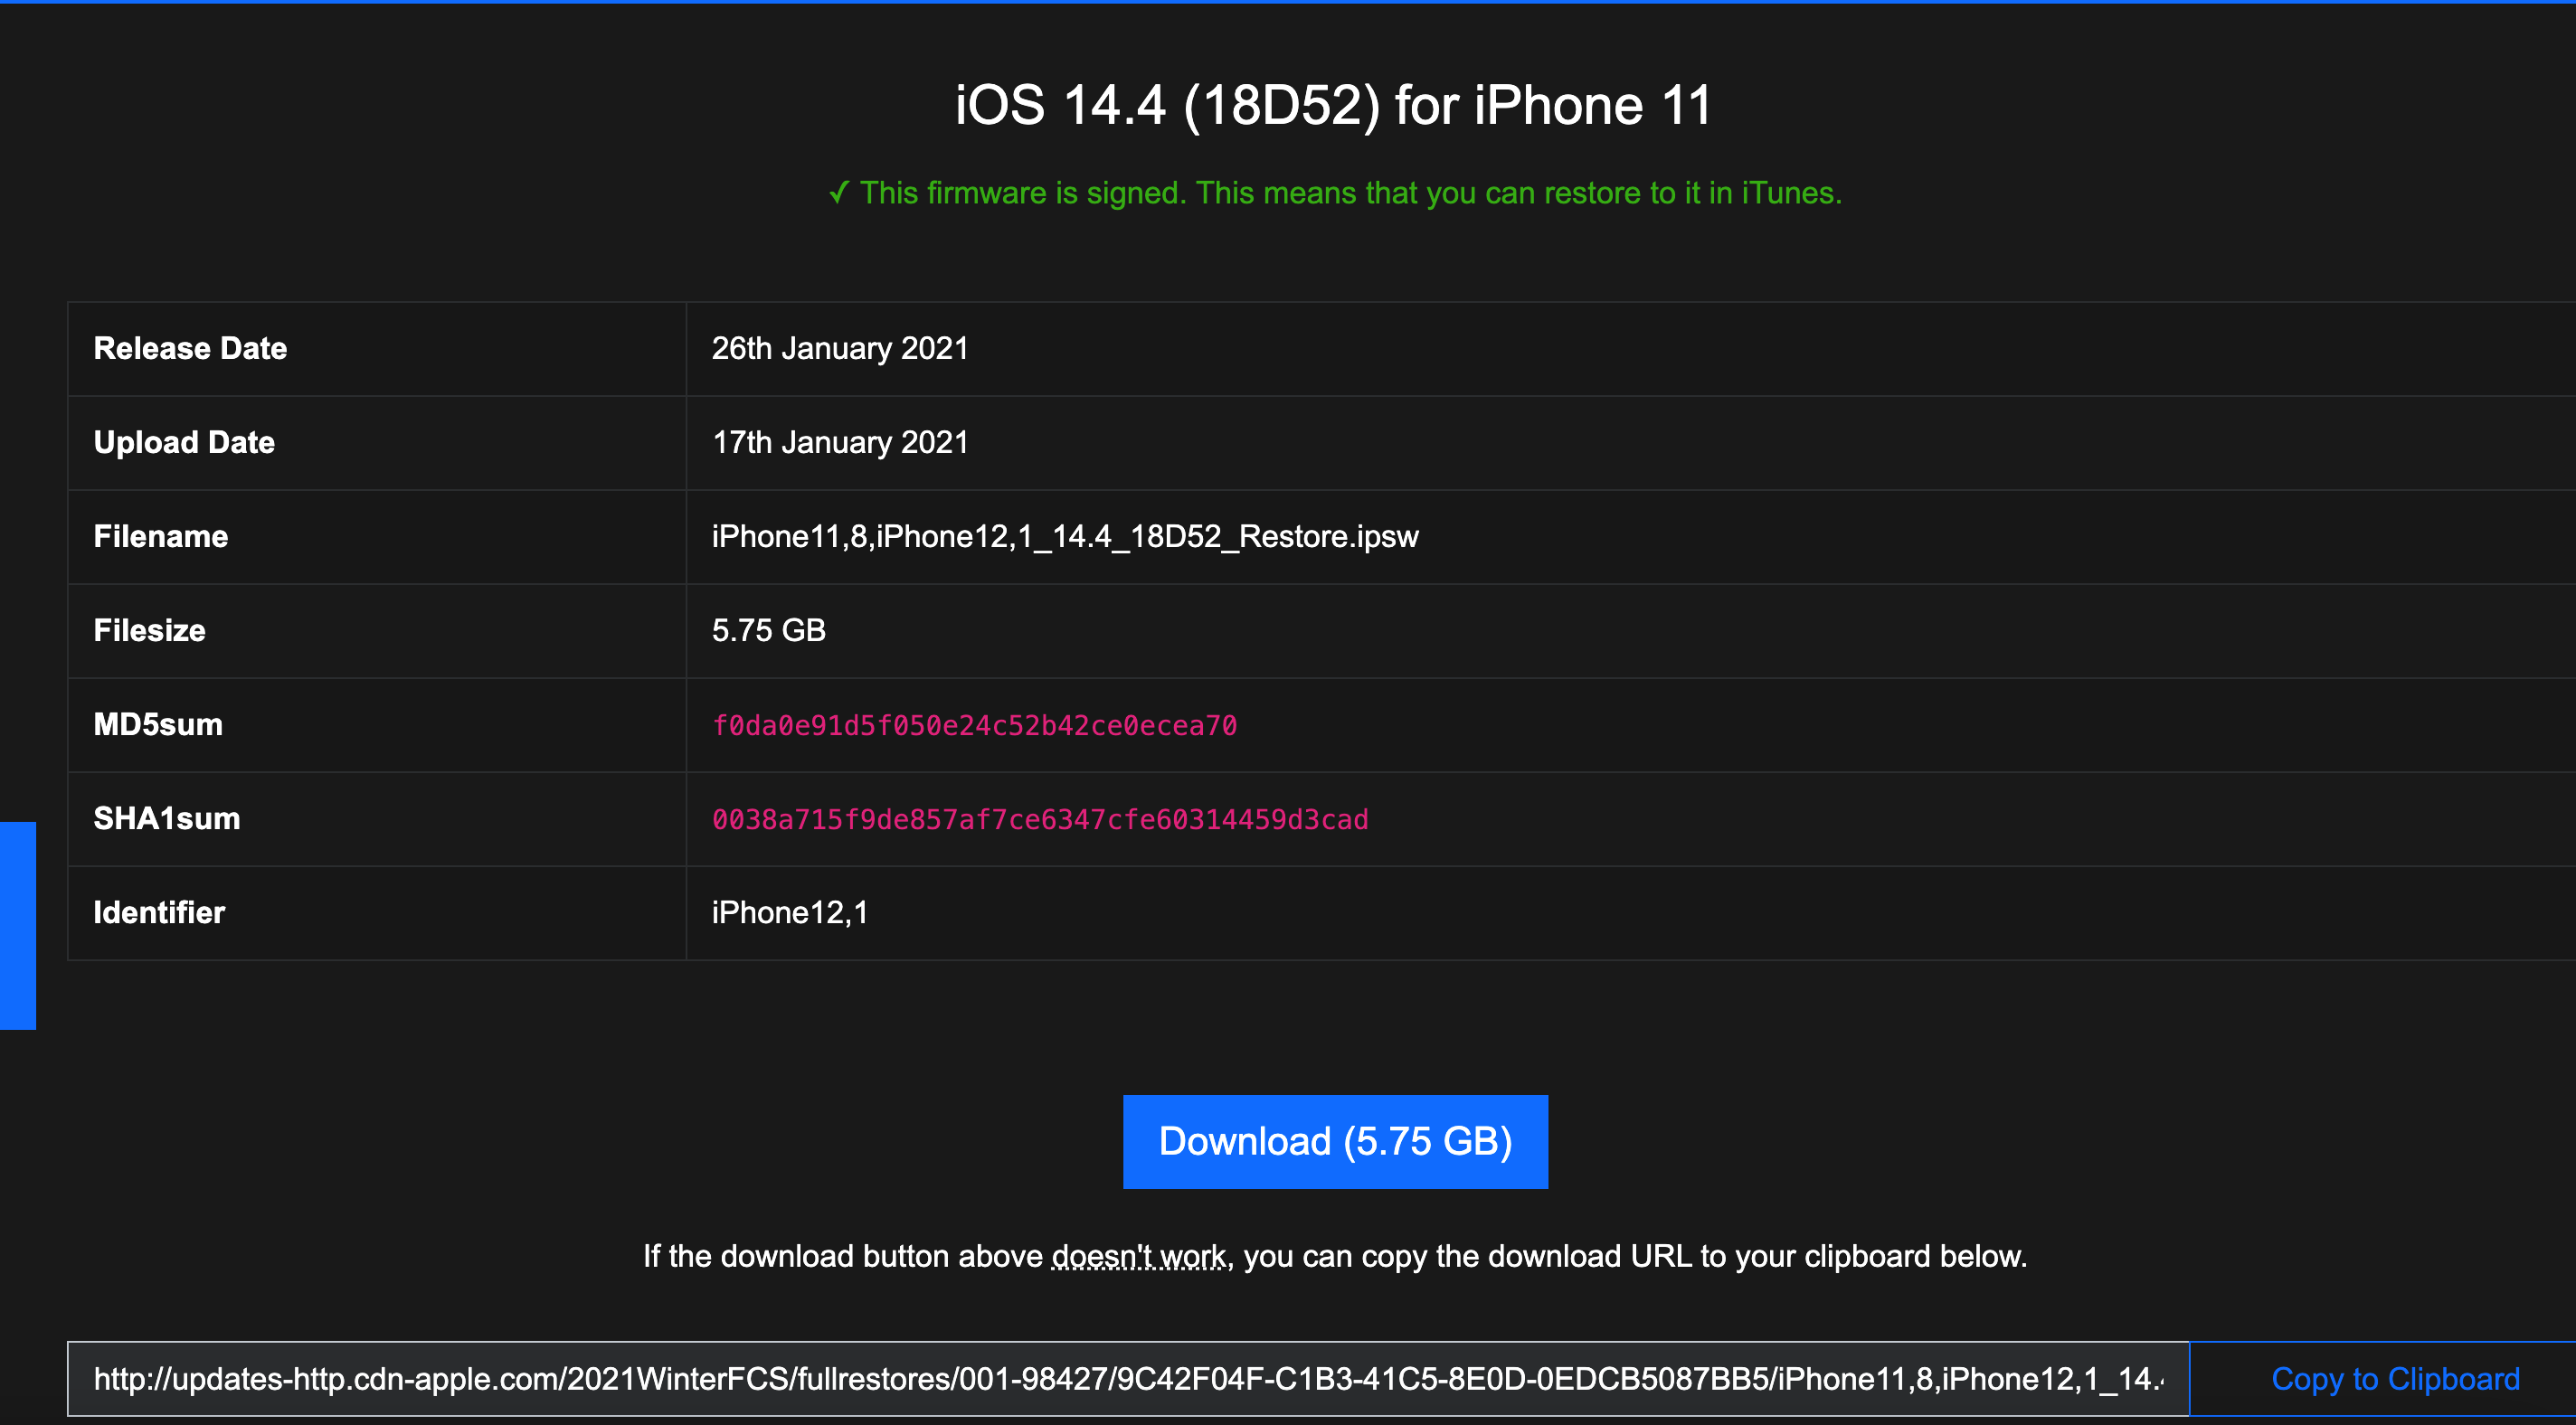 iOS 14.4 (18D52) for iPhone 11
✓ This firmware is signed. This means that you can restore to it in iTunes.
Release Date 26th January 2021
Upload Date 17th January 2021
Filename iPhone11,8,iPhone12,1_14.4_18D52_Restore.ipsw
Filesize 5.75 GB
MD5sum f0da0e91d5f050e24c52b42ce0ecea70
SHA1sum 0038a715f9de857af7ce6347cfe60314459d3cad
Identifier iPhone12,1
Download (5.75 GB)
If the download button above doesn't work, you can copy the download URL to your clipboard below.
http://updates-http.cdn-apple.com/2021WinterFCS/fullrestores/001-98427/9C42F04F-C1B3-41C5-8E0D-0EDCB5087BB5/iPhone11,8,iPhone12,1_14. Copy to Clipboard